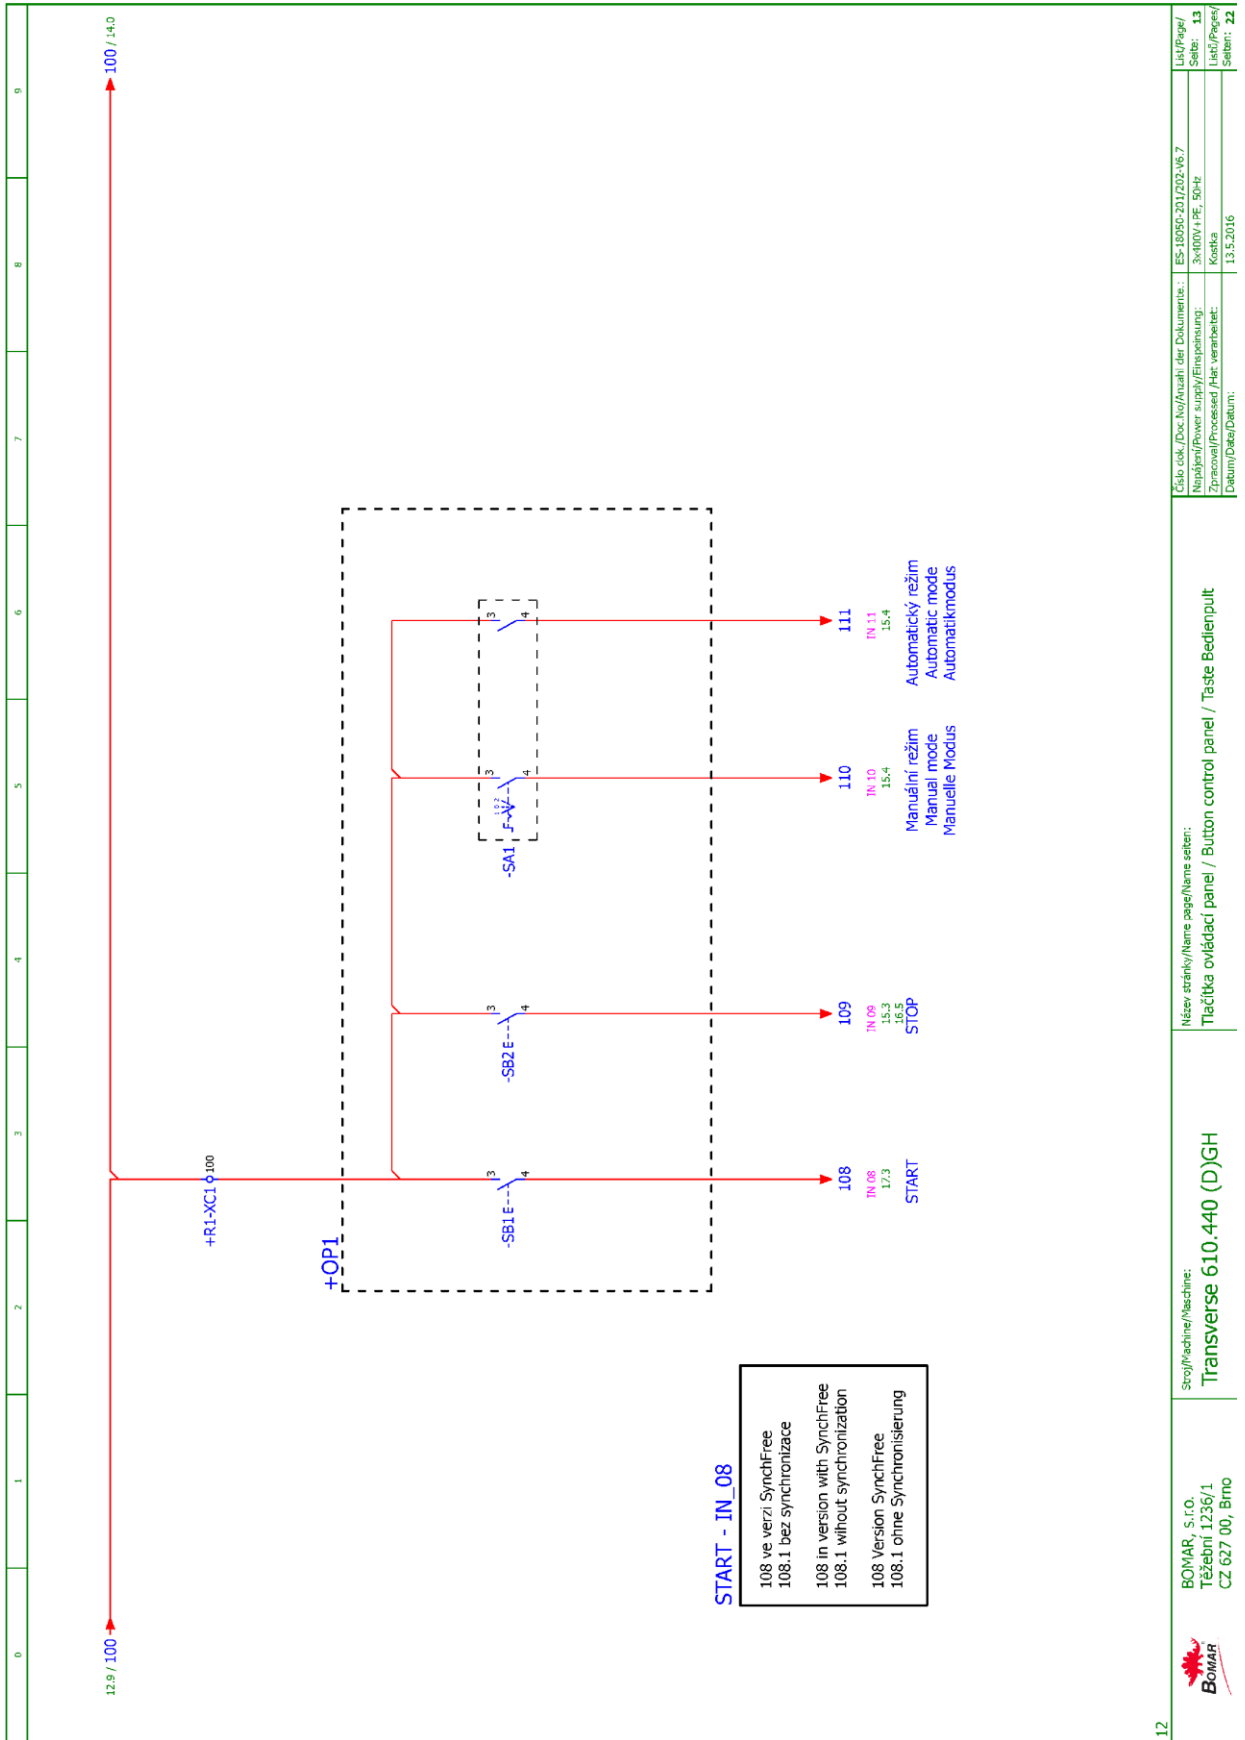 0 1 2 3 4 5 6 7 8 9
12.9 / 100
100 / 14.0
+R1-XC1 100
+OP1
-SB1 E 3 4
-SB2 E 3 4
-SA1 3 4
3 4
1 0 2
108
IN 08
17.3
START
109
IN 09
15.3
16.5
STOP
110
IN 10
15.4
Manuální režim
Manual mode
Manuelle Modus
111
IN 11
15.4
Automatický režim
Automatic mode
Automatikmodus
START - IN_08
108 ve verzi SynchFree
108.1 bez synchronizace
108 in version with SynchFree
108.1 wihout synchronization
108 Version SynchFree
108.1 ohne Synchronisierung
12
BOMAR
BOMAR, s.r.o.
Těžební 1236/1
CZ 627 00, Brno
Stroj/Machine/Maschine:
Transverse 610.440 (D)GH
Název stránky/Name page/Name seiten:
Tlačítka ovládací panel / Button control panel / Taste Bedienpult
Číslo dok./Doc.No/Anzahl der Dokumente.: ES-18050-201/202-V6.7
Napájení/Power supply/Einspeisung: 3x400V+PE, 50Hz
Zpracoval/Processed /Hat verarbeitet: Kostka
Datum/Date/Datum: 13.5.2016
List/Page/
Seite: 13
Listů/Pages/
Seiten: 22